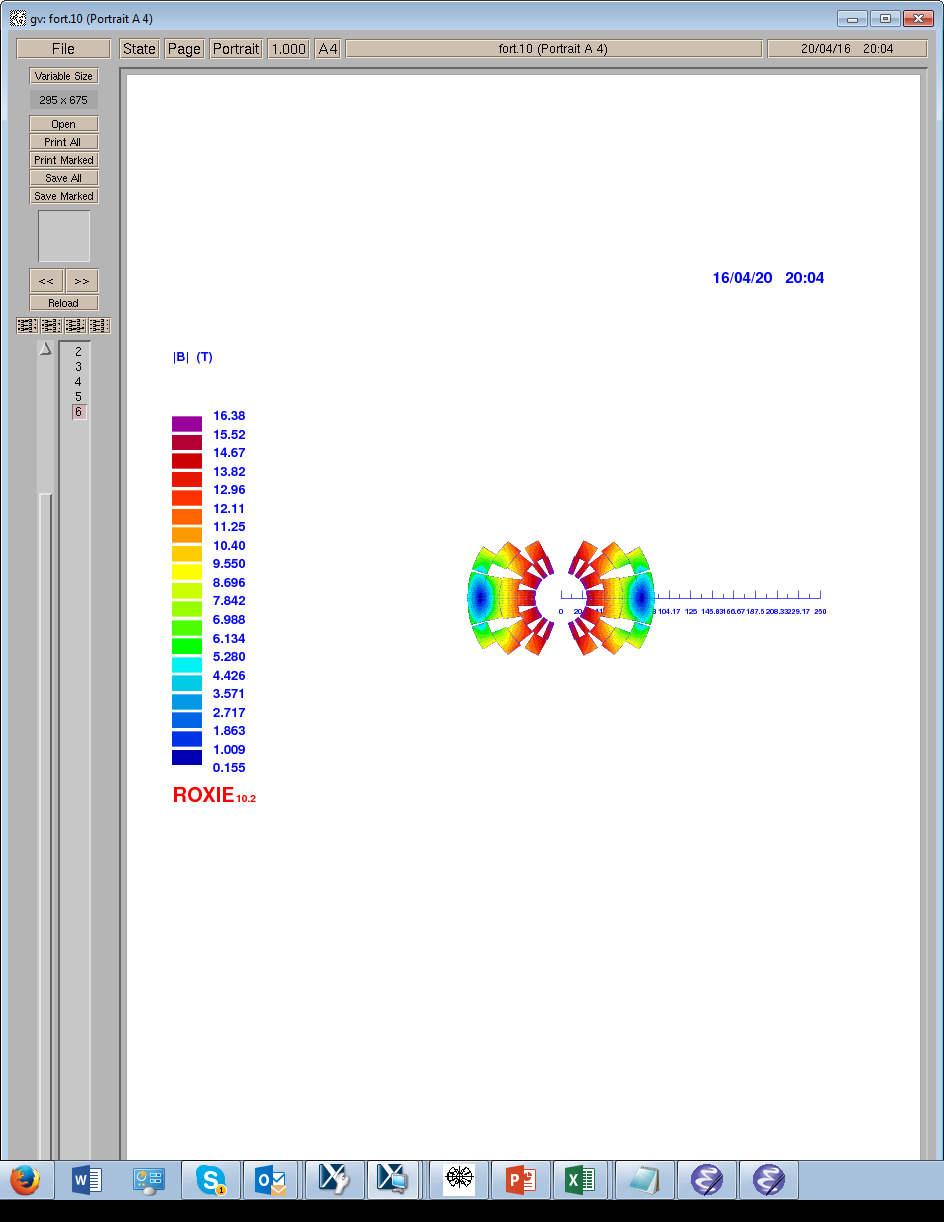 gv: fort.10 (Portrait A 4)
File State Page Portrait 1.000 A4 fort.10 (Portrait A 4) 20/04/16 20:04
Variable Size
295 x 675
Open
Print All
Print Marked
Save All
Save Marked
<< >>
Reload
2
3
4
5
6
16/04/20 20:04
|B| (T)
16.38
15.52
14.67
13.82
12.96
12.11
11.25
10.40
9.550
8.696
7.842
6.988
6.134
5.280
4.426
3.571
2.717
1.863
1.009
0.155
0 20 104.17 125 145.83 166.67 187.5 208.33 229.17 250
ROXIE 10.2
W S 1 O P X